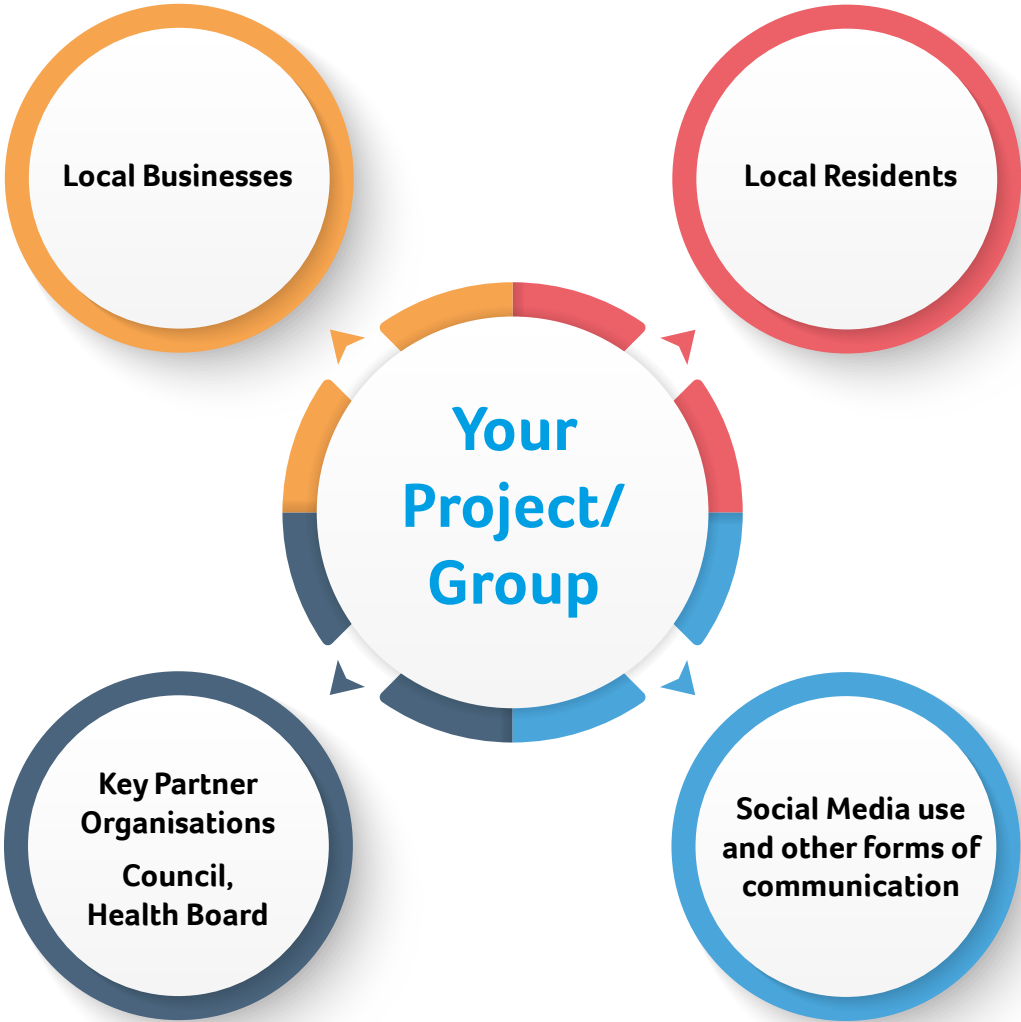 Local Businesses
Local Residents
Your
Project/
Group
Key Partner
Organisations
Council,
Health Board
Social Media use
and other forms of
communication